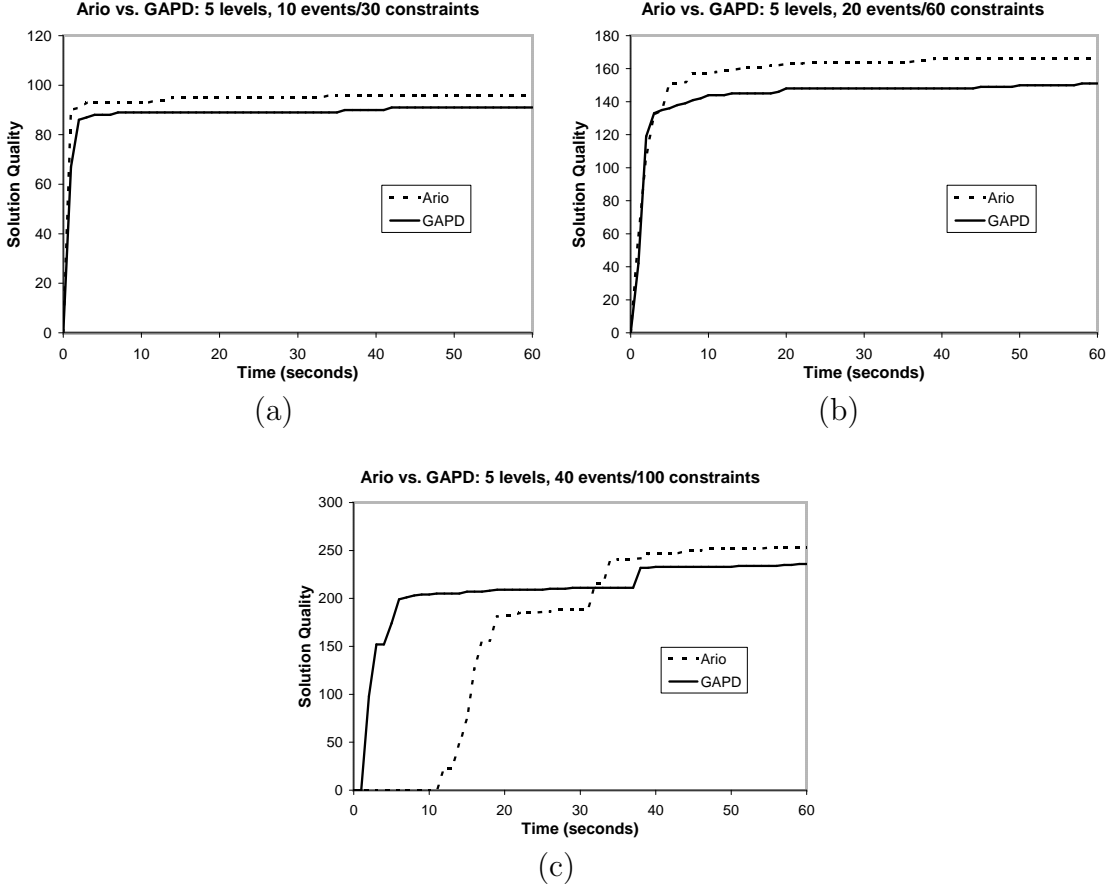 Ario vs. GAPD: 5 levels, 10 events/30 constraints
120
100
80
60
40
20
0
Solution Quality
Ario
GAPD
0 10 20 30 40 50 60
Time (seconds)
(a)
Ario vs. GAPD: 5 levels, 20 events/60 constraints
180
160
140
120
100
80
60
40
20
0
Solution Quality
Ario
GAPD
0 10 20 30 40 50 60
Time (seconds)
(b)
Ario vs. GAPD: 5 levels, 40 events/100 constraints
300
250
200
150
100
50
0
Solution Quality
Ario
GAPD
0 10 20 30 40 50 60
Time (seconds)
(c)